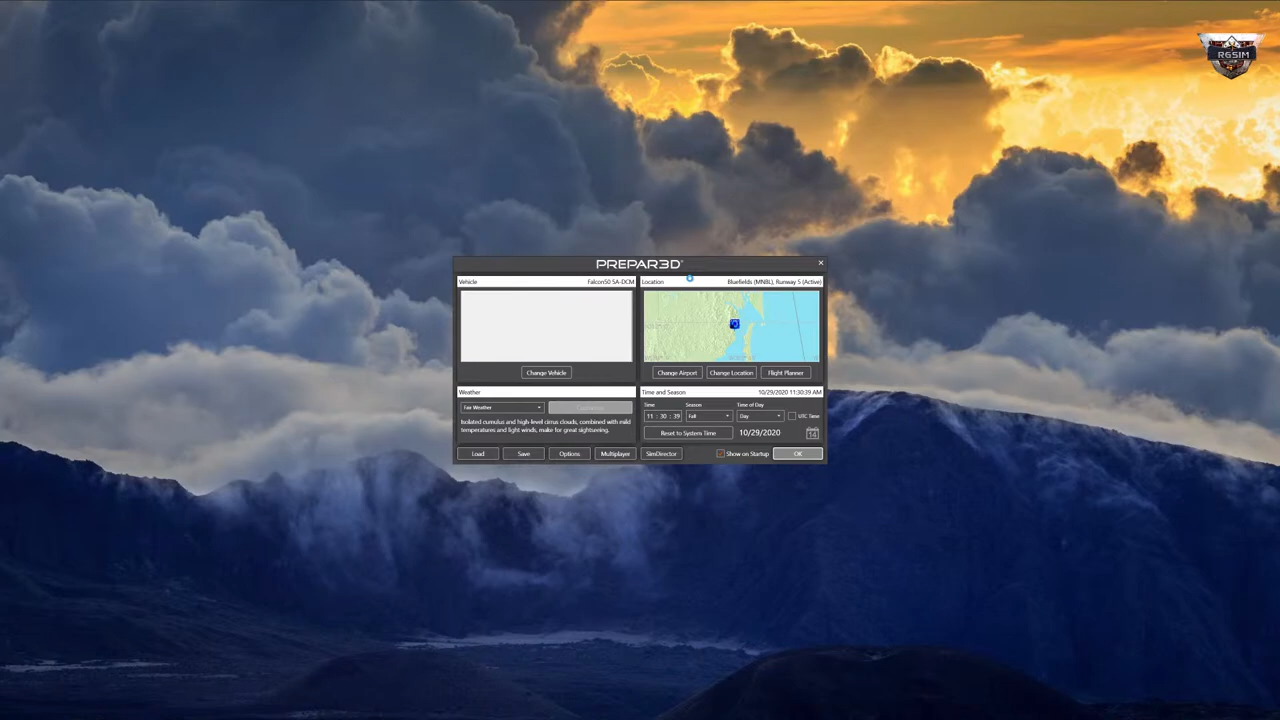 R6SIM
PREPAR3D
Vehicle
Falcon50 5A-DCM
Change Vehicle
Location
Bluefields (MNBL), Runway 5 (Active)
Change Airport
Change Location
Flight Planner
Weather
Fair Weather
Isolated cumulus and high-level cirrus clouds, combined with mild
temperatures and light winds, make for great sightseeing.
Time and Season
10/29/2020 11:30:39 AM
Time
Season
Time of Day
11 : 30 : 39
Fall
Day
UTC Time
Reset to System Time
10/29/2020
14
Load
Save
Options
Multiplayer
SimDirector
Show on Startup
OK